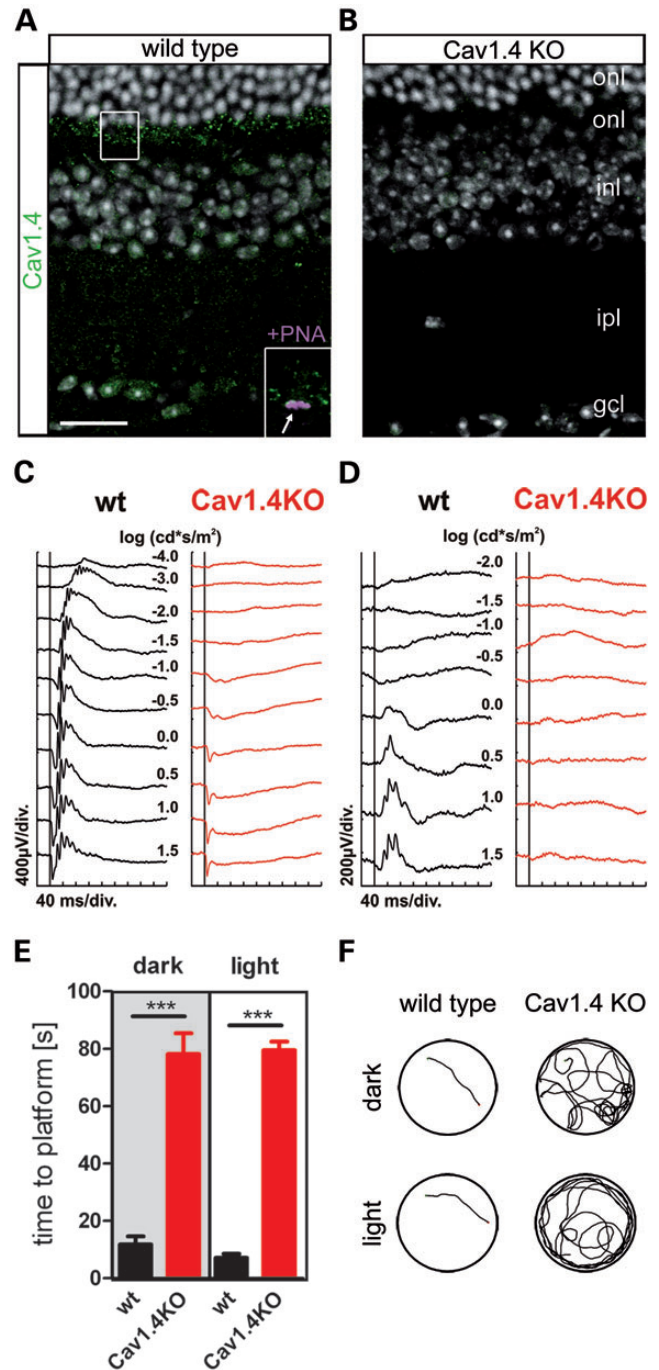 A
B
wild type
Cav1.4 KO
Cav1.4
onl
onl
inl
ipl
gcl
+PNA
C
D
wt
Cav1.4KO
wt
Cav1.4KO
log (cd*s/m²)
log (cd*s/m²)
-4.0
-3.0
-2.0
-1.5
-1.0
-0.5
0.0
0.5
1.0
1.5
-2.0
-1.5
-1.0
-0.5
0.0
0.5
1.0
1.5
400µV/div.
40 ms/div.
200µV/div.
40 ms/div.
E
F
dark
light
***
***
time to platform [s]
100
80
60
40
20
0
wt
Cav1.4KO
wt
Cav1.4KO
wild type
Cav1.4 KO
dark
light